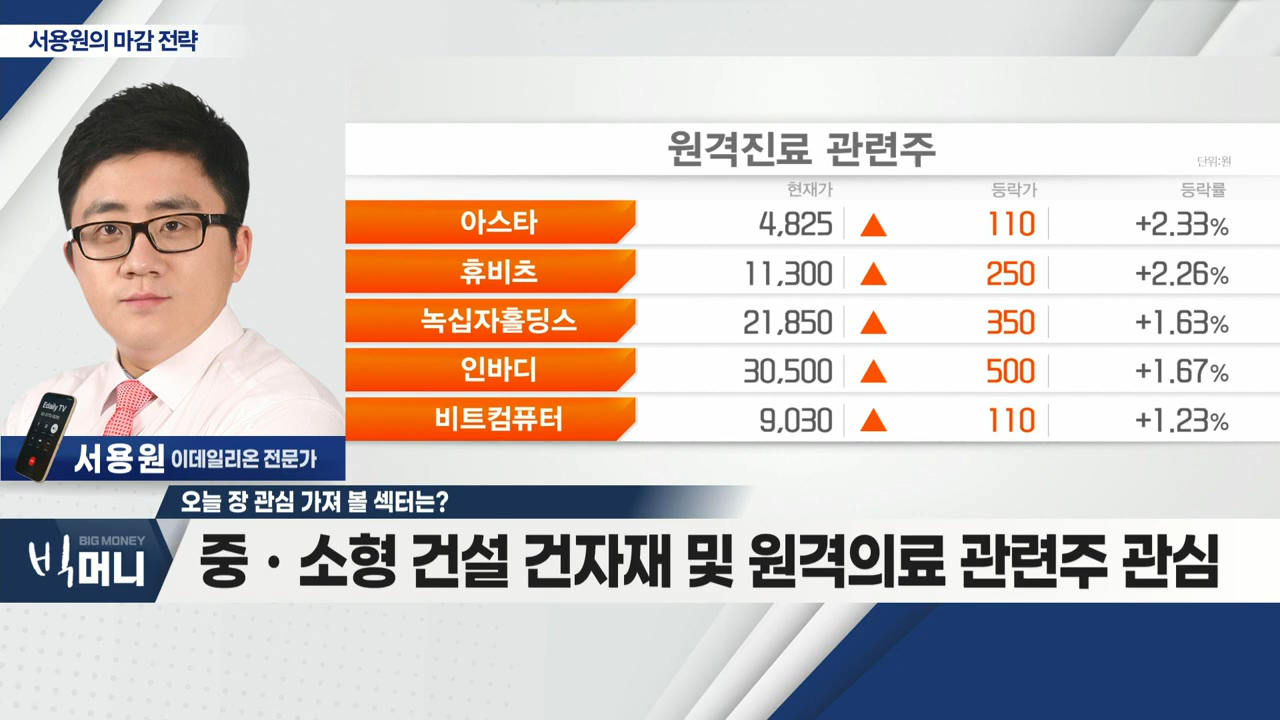 서용원의 마감 전략
원격진료 관련주
단위:원
현재가 등락가 등락률
아스타 4,825 ▲ 110 +2.33%
휴비츠 11,300 ▲ 250 +2.26%
녹십자홀딩스 21,850 ▲ 350 +1.63%
인바디 30,500 ▲ 500 +1.67%
비트컴퓨터 9,030 ▲ 110 +1.23%
Edaily TV
서용원 이데일리온 전문가
오늘 장 관심 가져 볼 섹터는?
BIG MONEY
빅머니
중·소형 건설 건자재 및 원격의료 관련주 관심